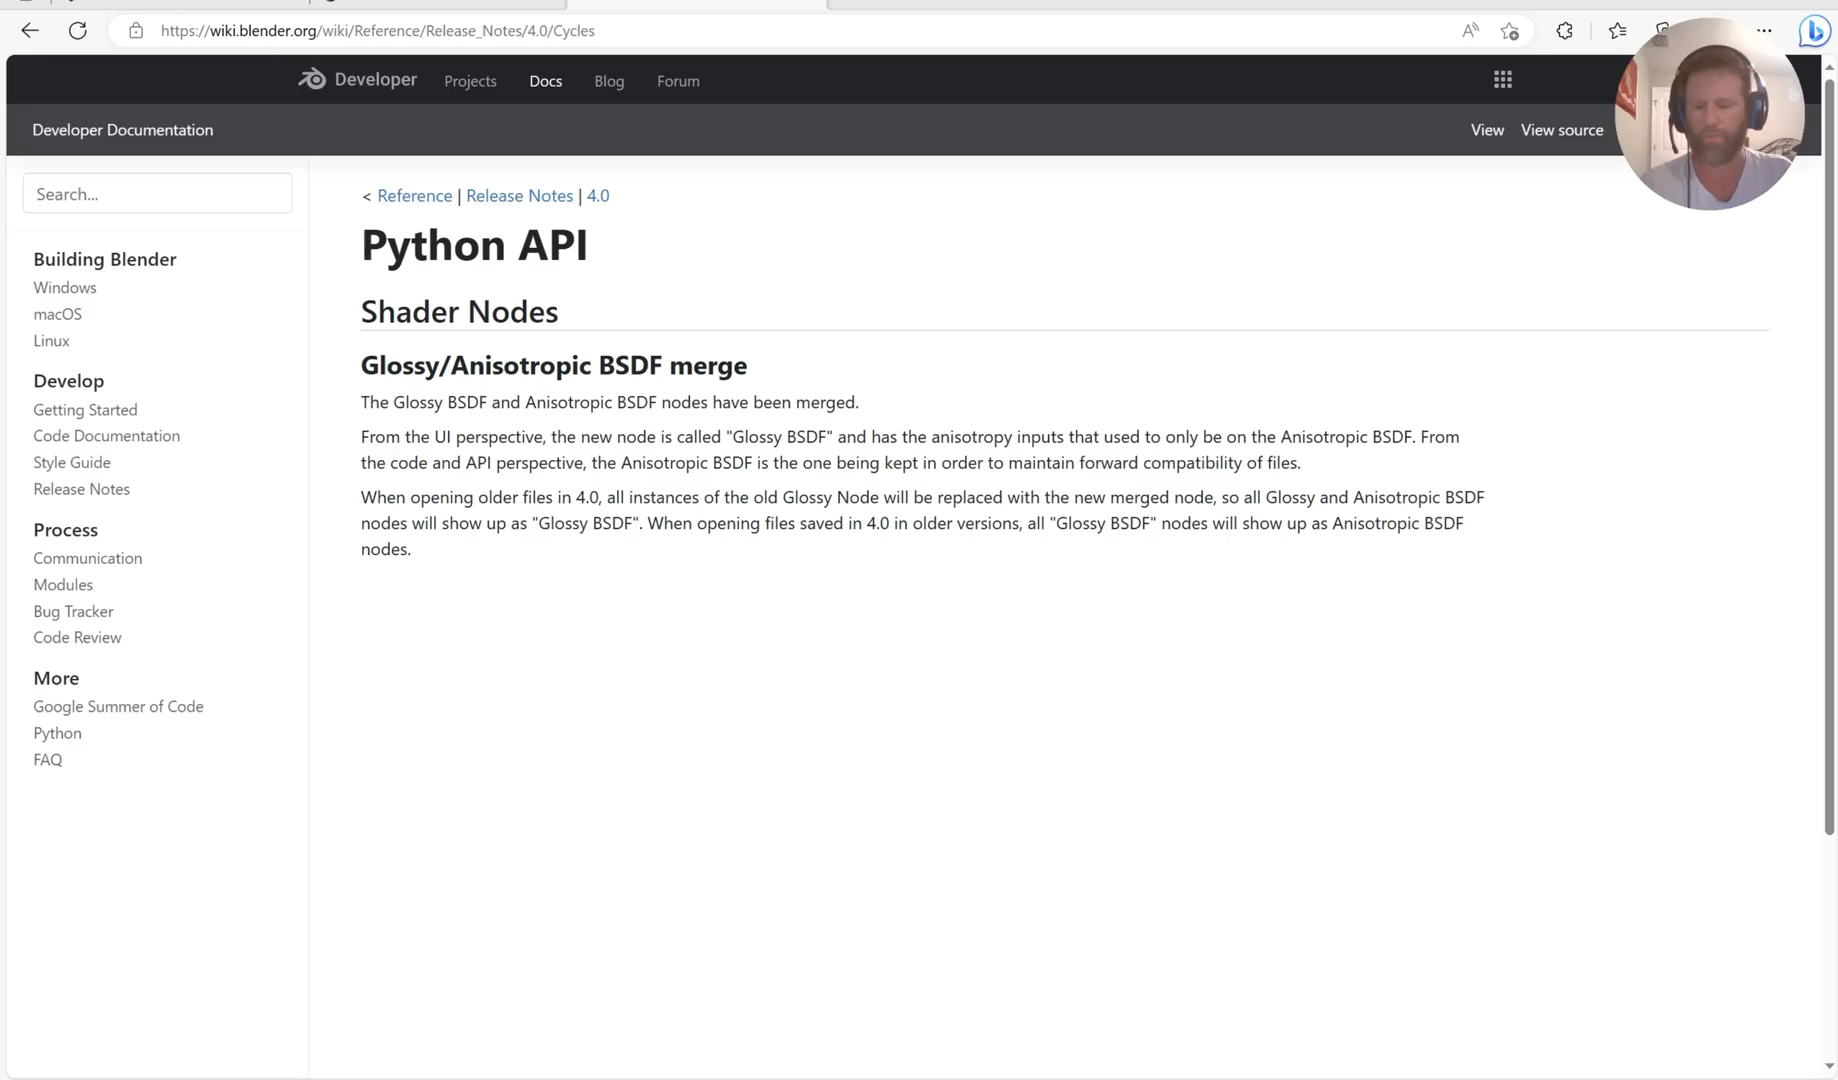 https://wiki.blender.org/wiki/Reference/Release_Notes/4.0/Cycles
Developer
Projects
Docs
Blog
Forum
Developer Documentation
View
View source
Search...
Building Blender
Windows
macOS
Linux
Develop
Getting Started
Code Documentation
Style Guide
Release Notes
Process
Communication
Modules
Bug Tracker
Code Review
More
Google Summer of Code
Python
FAQ
< Reference | Release Notes | 4.0
Python API
Shader Nodes
Glossy/Anisotropic BSDF merge
The Glossy BSDF and Anisotropic BSDF nodes have been merged.
From the UI perspective, the new node is called "Glossy BSDF" and has the anisotropy inputs that used to only be on the Anisotropic BSDF. From
the code and API perspective, the Anisotropic BSDF is the one being kept in order to maintain forward compatibility of files.
When opening older files in 4.0, all instances of the old Glossy Node will be replaced with the new merged node, so all Glossy and Anisotropic BSDF
nodes will show up as "Glossy BSDF". When opening files saved in 4.0 in older versions, all "Glossy BSDF" nodes will show up as Anisotropic BSDF
nodes.